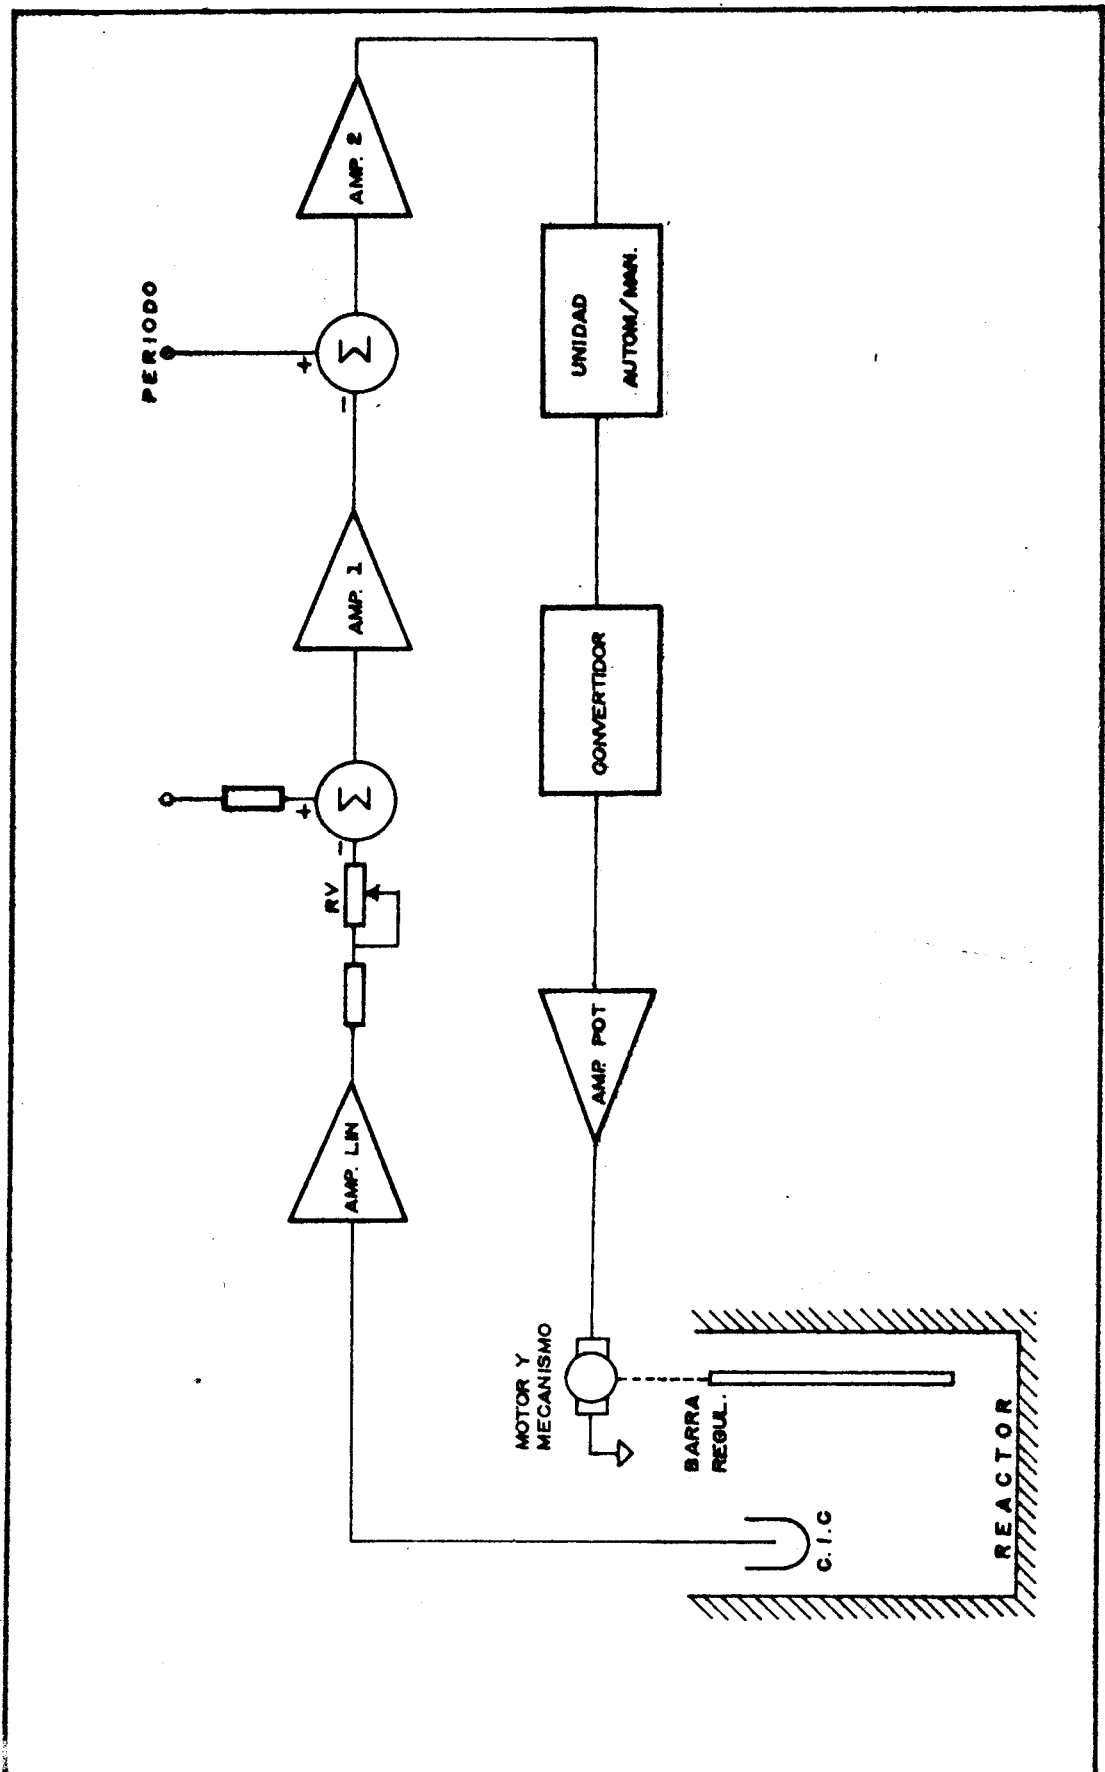 PERIODO
AMP. 2
Σ
+
-
AMP. 1
Σ
+
-
RV
AMP. LIN
UNIDAD
AUTOM/MAN.
CONVERTIDOR
AMP. POT
MOTOR Y
MECANISMO
BARRA
REGUL.
C.I.C
REACTOR